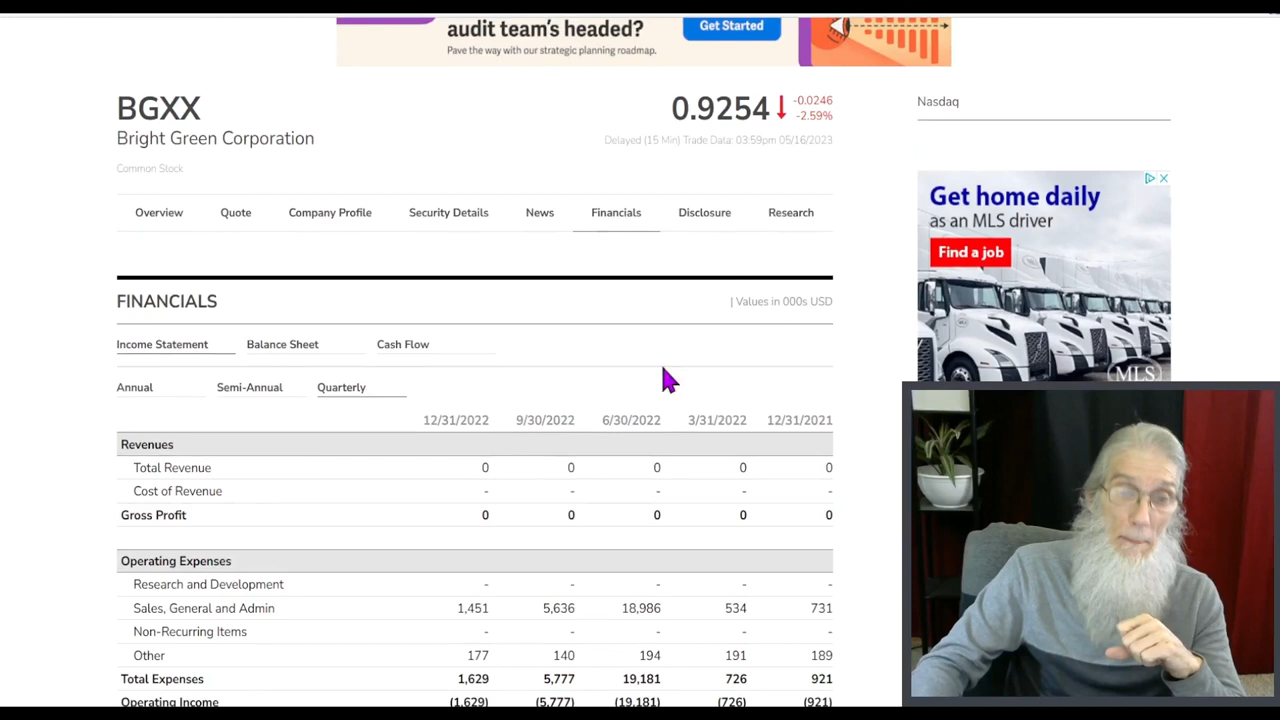 audit team's headed?
Pave the way with our strategic planning roadmap.
Get Started
BGXX
0.9254
-0.0246
-2.59%
Bright Green Corporation
Delayed (15 Min) Trade Data: 03:59pm 05/16/2023
Common Stock
Nasdaq
Overview Quote Company Profile Security Details News Financials Disclosure Research
Get home daily
as an MLS driver
Find a job
MLS
FINANCIALS
| Values in 000s USD
Income Statement Balance Sheet Cash Flow
Annual Semi-Annual Quarterly
12/31/2022 9/30/2022 6/30/2022 3/31/2022 12/31/2021
Revenues
Total Revenue 0 0 0 0 0
Cost of Revenue - - - - -
Gross Profit 0 0 0 0 0
Operating Expenses
Research and Development - - - - -
Sales, General and Admin 1,451 5,636 18,986 534 731
Non-Recurring Items - - - - -
Other 177 140 194 191 189
Total Expenses 1,629 5,777 19,181 726 921
Operating Income (1,629) (5,777) (19,181) (726) (921)